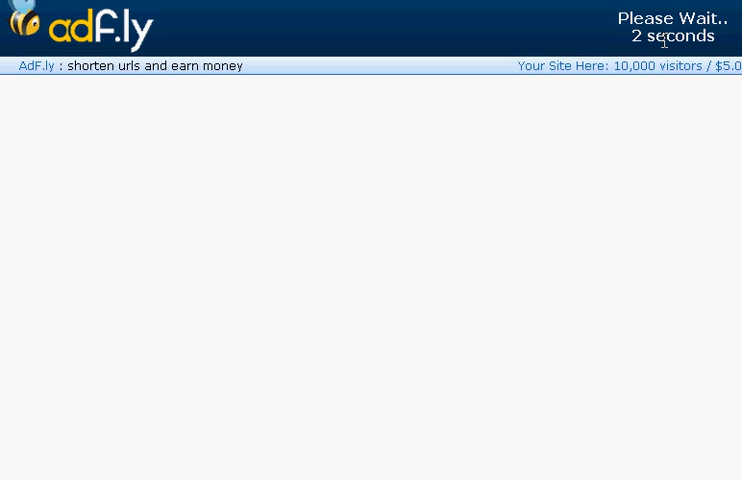 adf.ly
Please Wait..
2 seconds
AdF.ly : shorten urls and earn money
Your Site Here: 10,000 visitors / $5.0